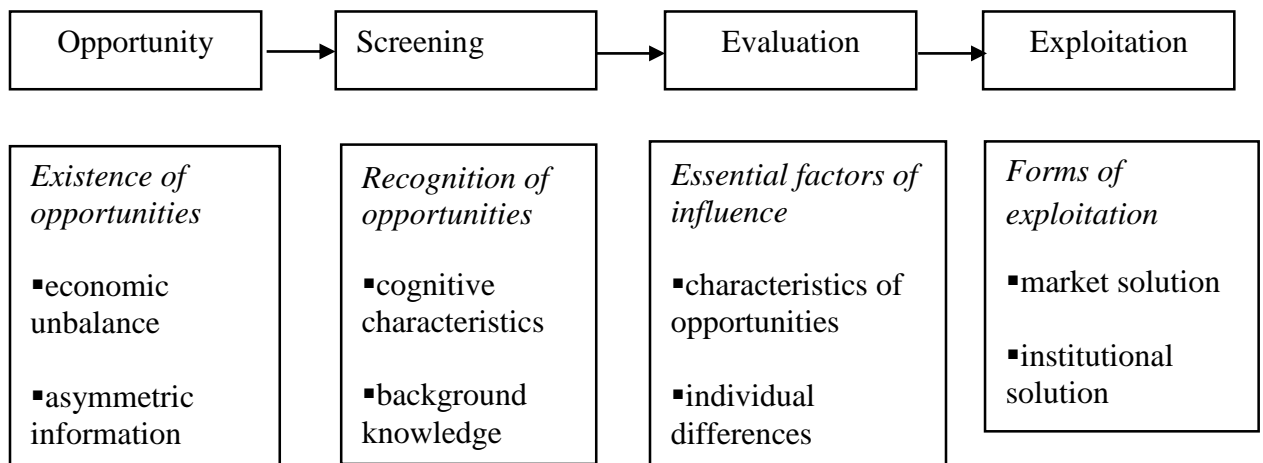 Opportunity
Screening
Evaluation
Exploitation
Existence of
opportunities
▪economic
unbalance
▪asymmetric
information
Recognition of
opportunities
▪cognitive
characteristics
▪background
knowledge
Essential factors of
influence
▪characteristics of
opportunities
▪individual
differences
Forms of
exploitation
▪market solution
▪institutional
solution